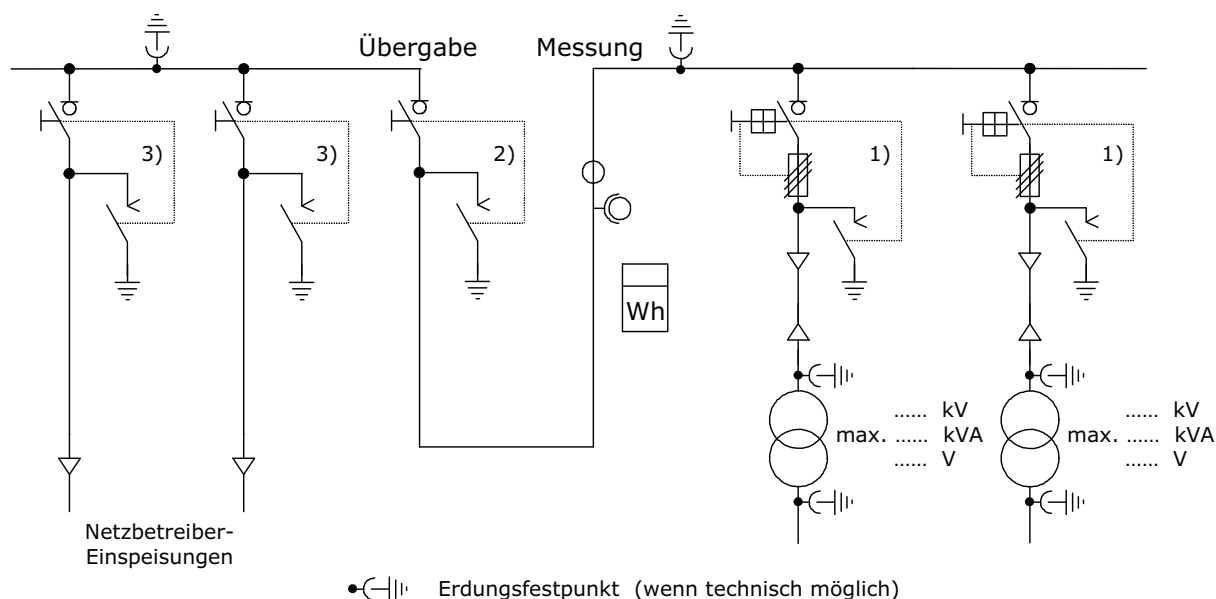 Übergabe
Messung
3)
3)
2)
1)
1)
Wh
...... kV
max. ...... kVA
...... V
...... kV
max. ...... kVA
...... V
Netzbetreiber-
Einspeisungen
Erdungsfestpunkt (wenn technisch möglich)